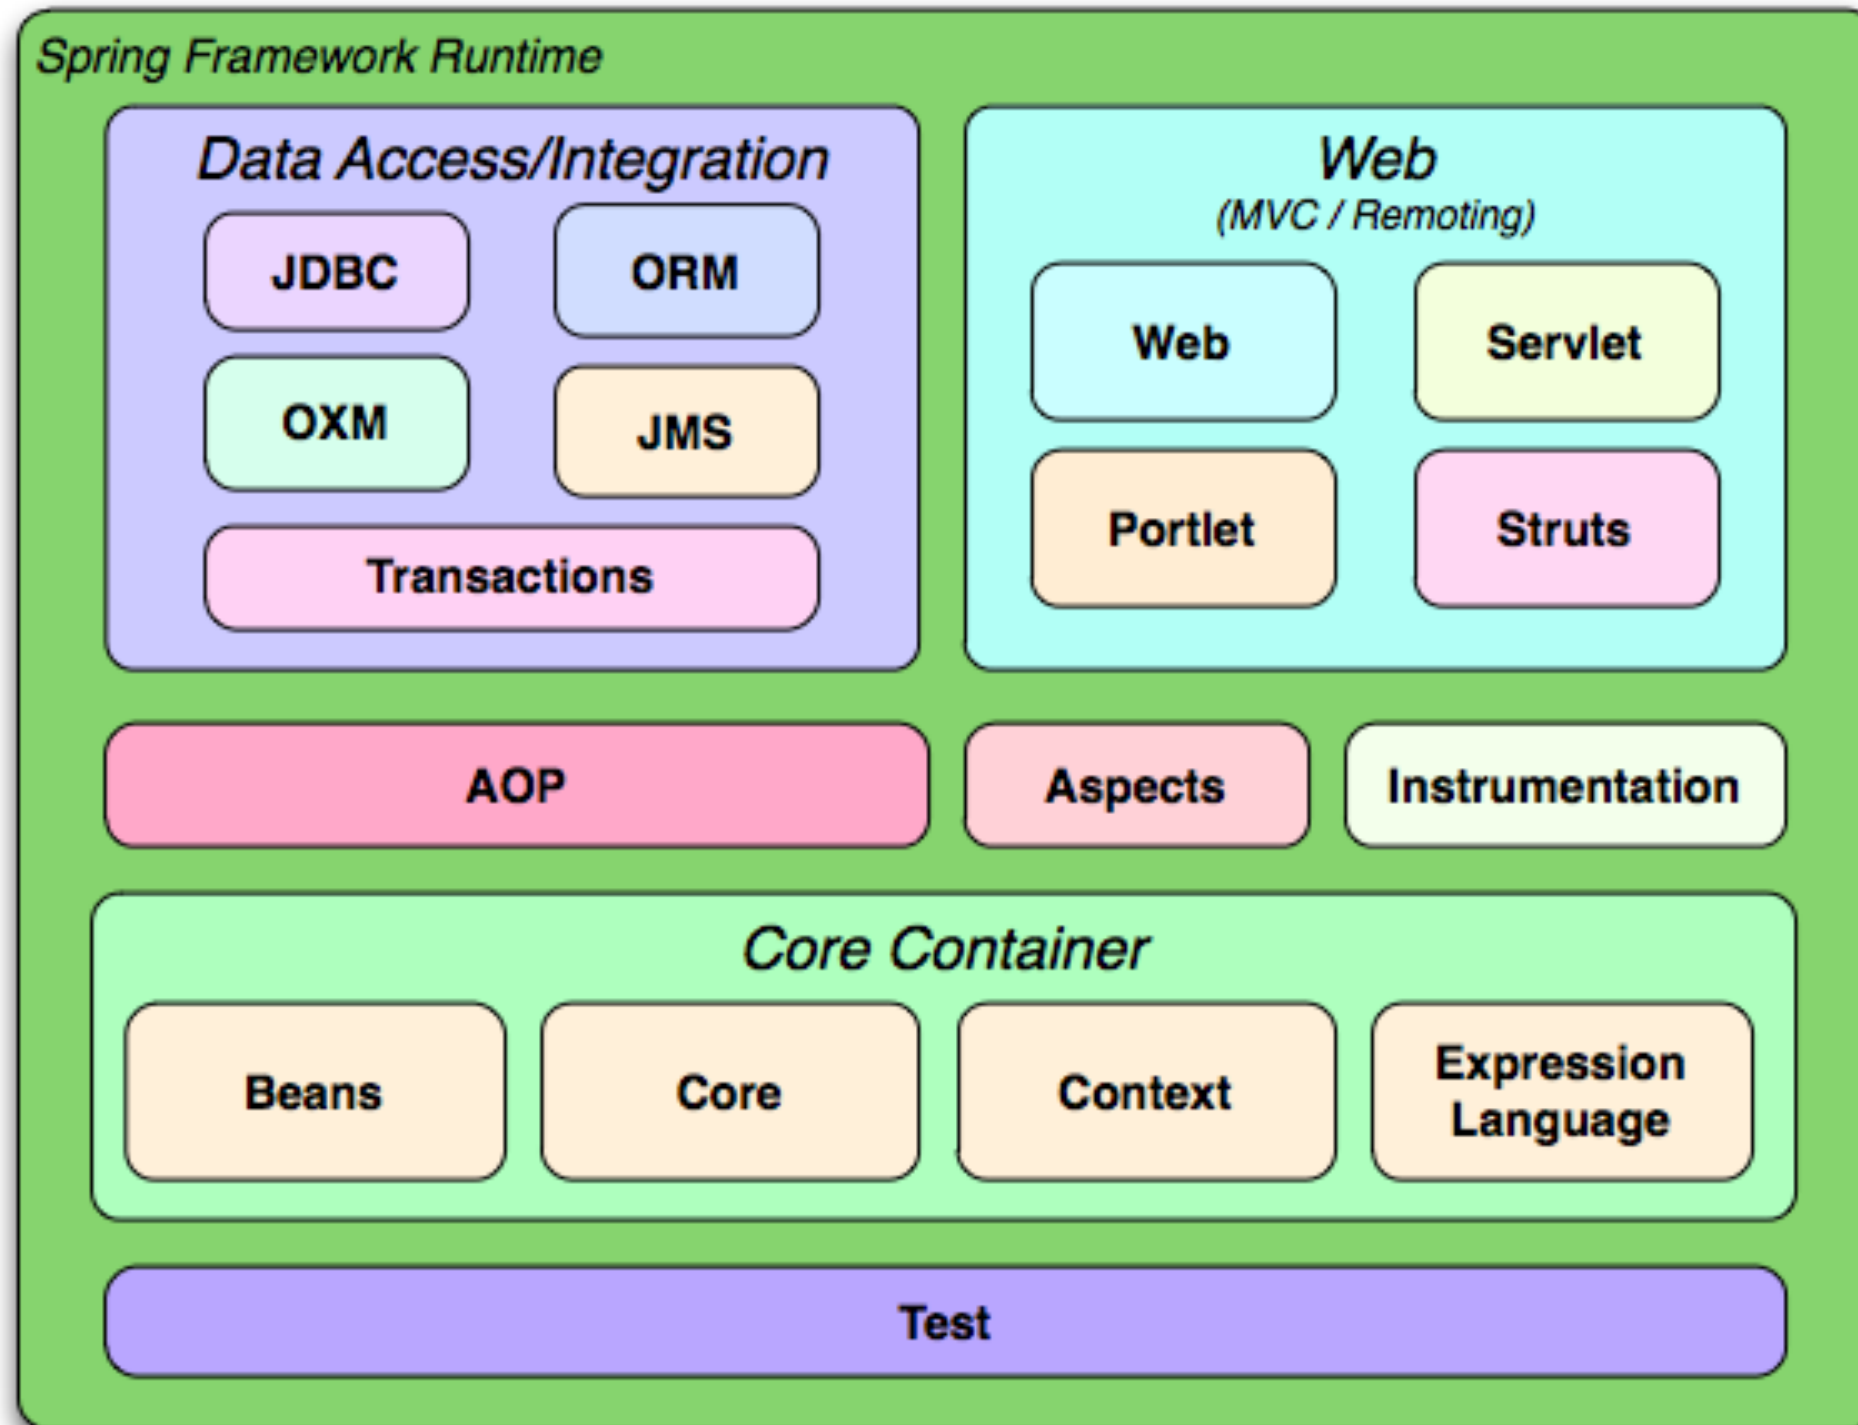 Spring Framework Runtime
Data Access/Integration
JDBC
ORM
OXM
JMS
Transactions
Web
(MVC / Remoting)
Web
Servlet
Portlet
Struts
AOP
Aspects
Instrumentation
Core Container
Beans
Core
Context
Expression
Language
Test